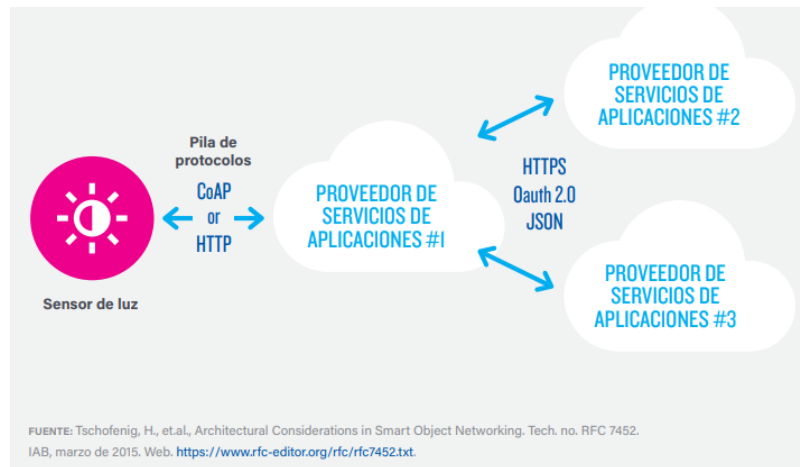 Pila de
protocolos
CoAP
or
HTTP
Sensor de luz
PROVEEDOR DE
SERVICIOS DE
APLICACIONES #1
HTTPS
Oauth 2.0
JSON
PROVEEDOR DE
SERVICIOS DE
APLICACIONES #2
PROVEEDOR DE
SERVICIOS DE
APLICACIONES #3
FUENTE: Tschofenig, H., et.al., Architectural Considerations in Smart Object Networking. Tech. no. RFC 7452.
IAB, marzo de 2015. Web. https://www.rfc-editor.org/rfc/rfc7452.txt.